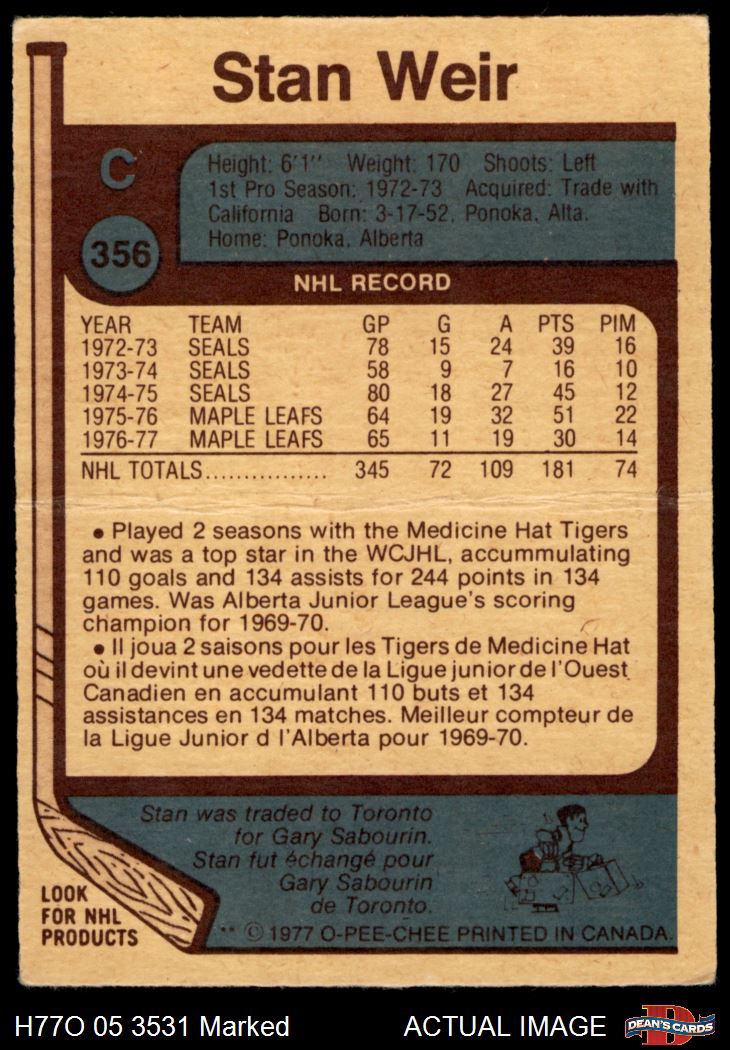 Stan Weir
C
356
Height: 6'1'' Weight: 170 Shoots: Left
1st Pro Season: 1972-73 Acquired: Trade with
California Born: 3-17-52, Ponoka, Alta.
Home: Ponoka, Alberta
NHL RECORD
YEAR TEAM GP G A PTS PIM
1972-73 SEALS 78 15 24 39 16
1973-74 SEALS 58 9 7 16 10
1974-75 SEALS 80 18 27 45 12
1975-76 MAPLE LEAFS 64 19 32 51 22
1976-77 MAPLE LEAFS 65 11 19 30 14
NHL TOTALS................ 345 72 109 181 74
● Played 2 seasons with the Medicine Hat Tigers
and was a top star in the WCJHL, accummulating
110 goals and 134 assists for 244 points in 134
games. Was Alberta Junior League's scoring
champion for 1969-70.
● Il joua 2 saisons pour les Tigers de Medicine Hat
où il devint une vedette de la Ligue junior de l'Ouest
Canadien en accumulant 110 buts et 134
assistances en 134 matches. Meilleur compteur de
la Ligue Junior d l'Alberta pour 1969-70.
Stan was traded to Toronto
for Gary Sabourin.
Stan fut échangé pour
Gary Sabourin
de Toronto.
LOOK
FOR NHL
PRODUCTS
** © 1977 O-PEE-CHEE PRINTED IN CANADA.
H77O 05 3531 Marked ACTUAL IMAGE
D
DEAN'S CARDS